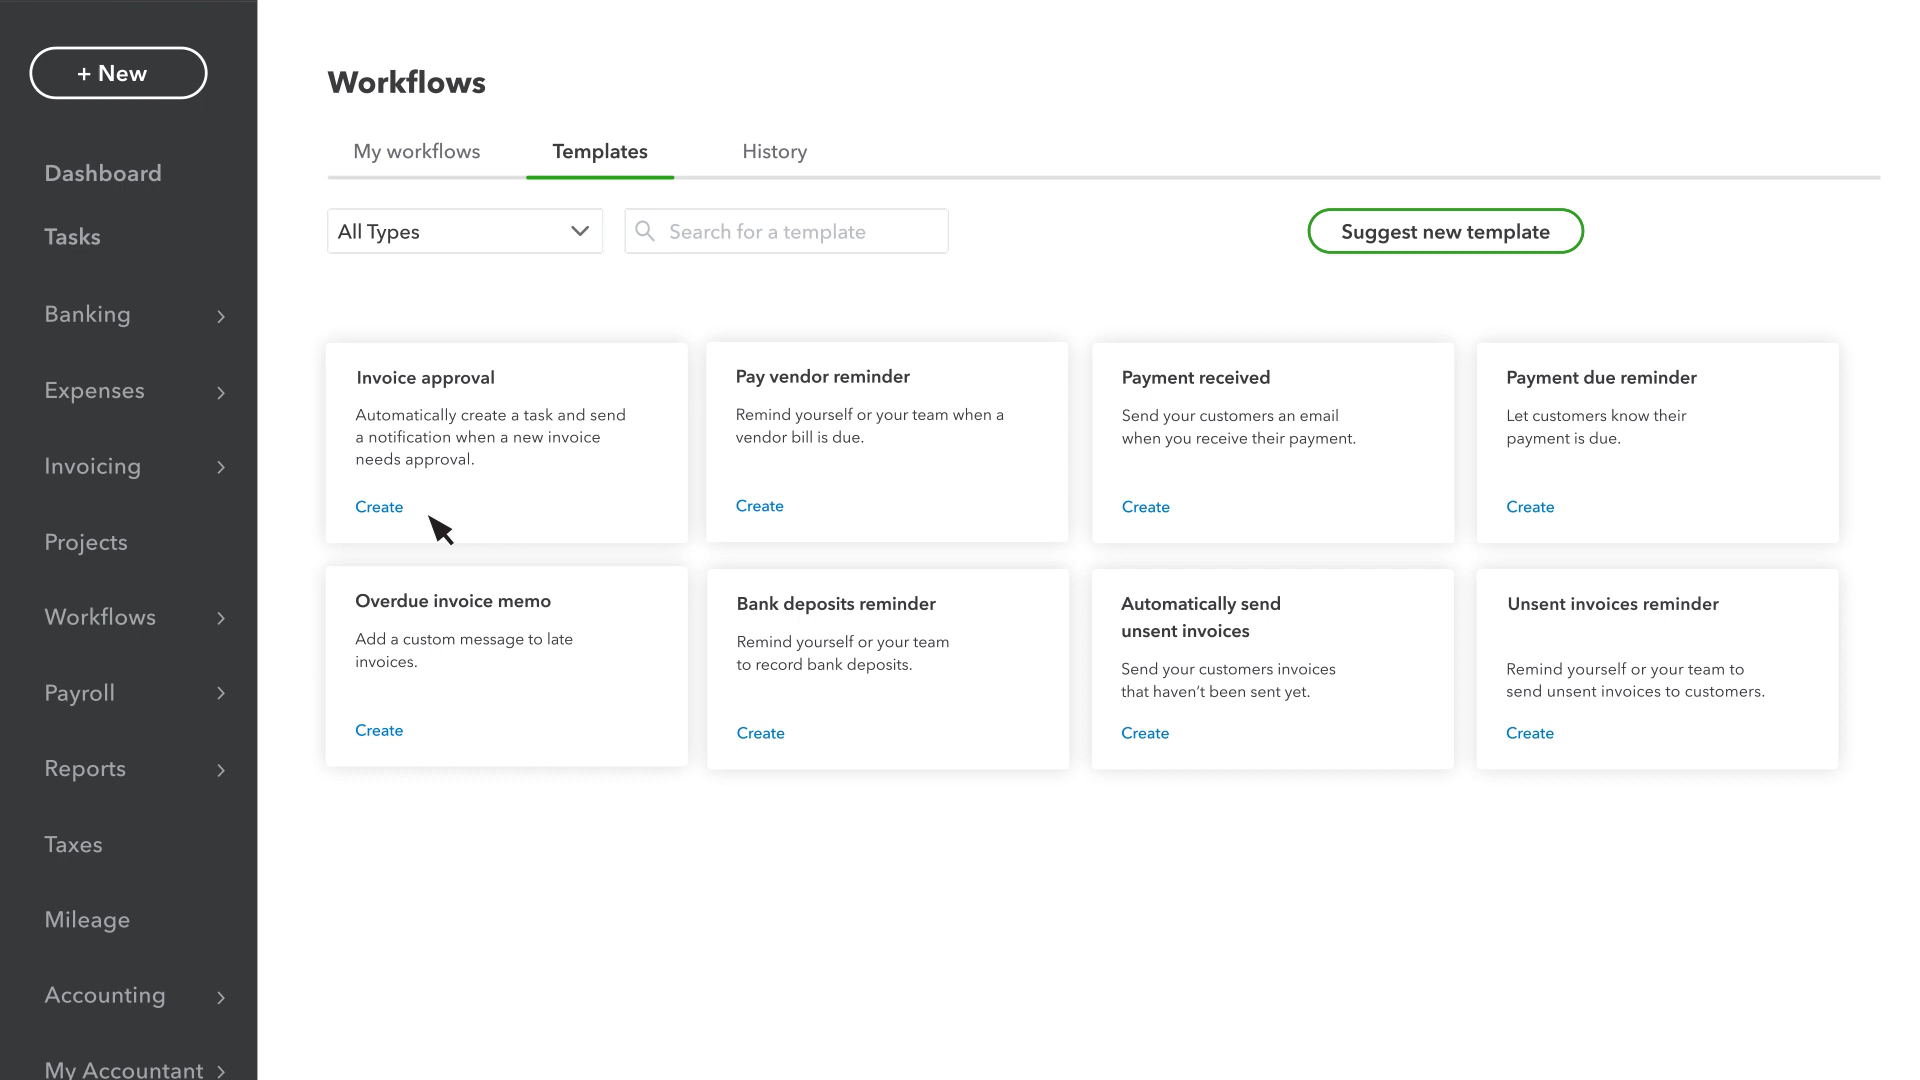 + New
Dashboard
Tasks
Banking
Expenses
Invoicing
Projects
Workflows
Payroll
Reports
Taxes
Mileage
Accounting
My Accountant
Workflows
My workflows
Templates
History
All Types
Search for a template
Suggest new template
Invoice approval
Automatically create a task and send
a notification when a new invoice
needs approval.
Create
Pay vendor reminder
Remind yourself or your team when a
vendor bill is due.
Create
Payment received
Send your customers an email
when you receive their payment.
Create
Payment due reminder
Let customers know their
payment is due.
Create
Overdue invoice memo
Add a custom message to late
invoices.
Create
Bank deposits reminder
Remind yourself or your team
to record bank deposits.
Create
Automatically send
unsent invoices
Send your customers invoices
that haven’t been sent yet.
Create
Unsent invoices reminder
Remind yourself or your team to
send unsent invoices to customers.
Create